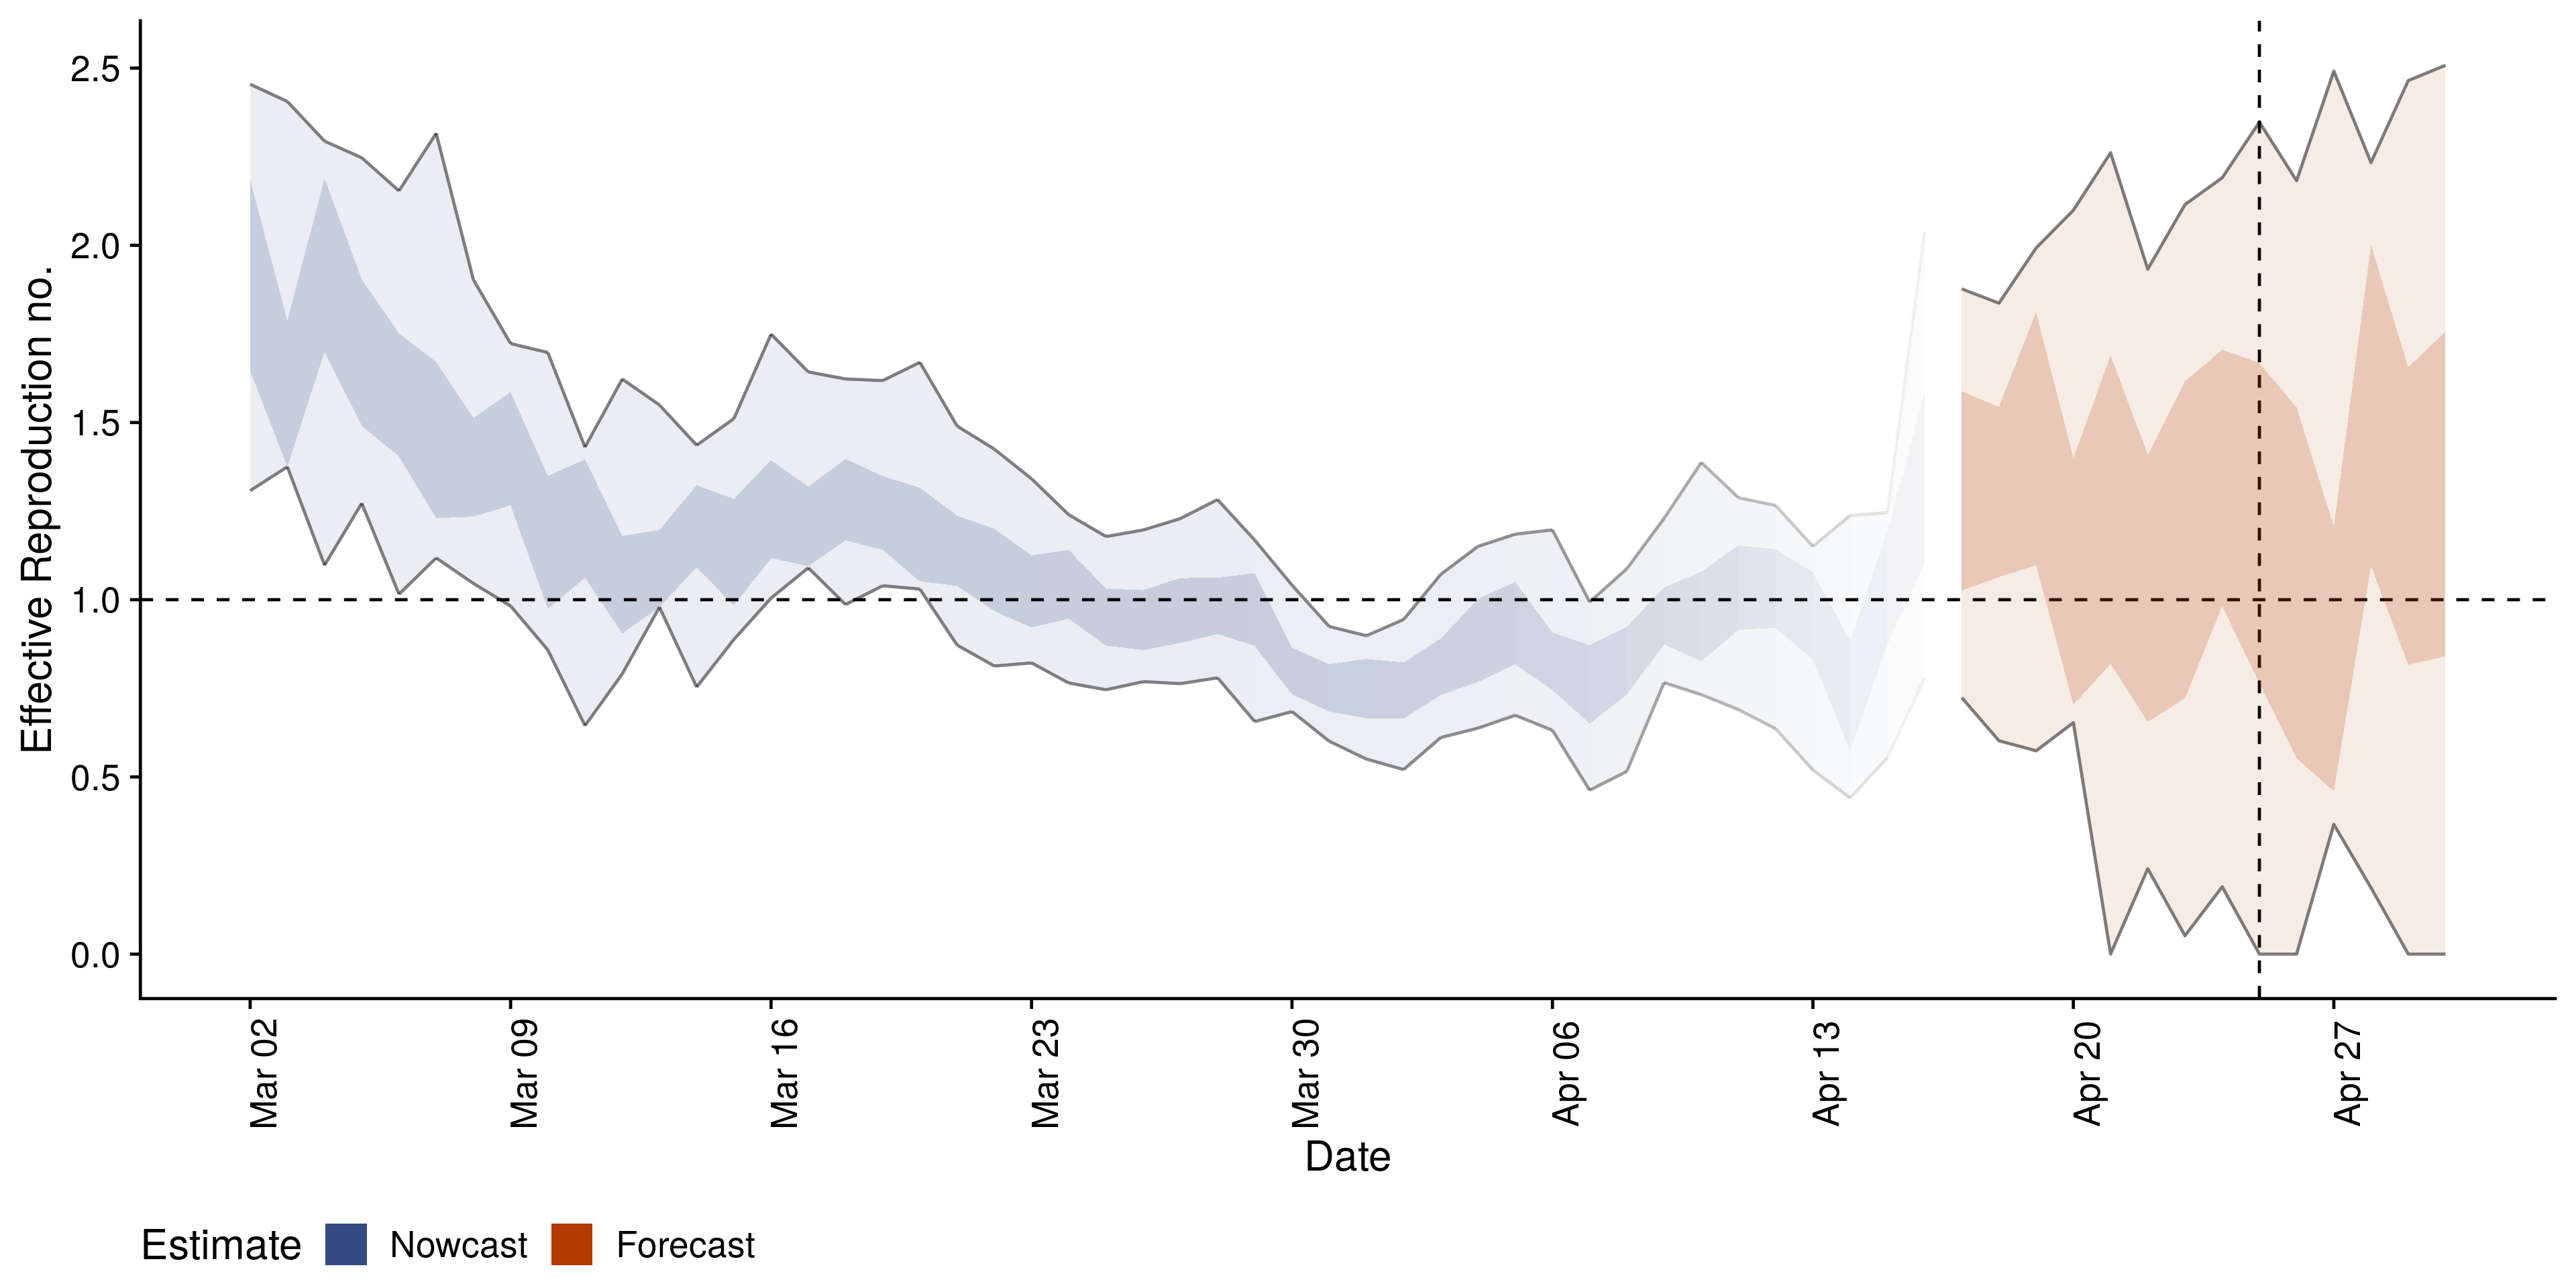 Effective Reproduction no.
2.5
2.0
1.5
1.0
0.5
0.0
Mar 02
Mar 09
Mar 16
Mar 23
Mar 30
Apr 06
Apr 13
Apr 20
Apr 27
Date
Estimate Nowcast Forecast